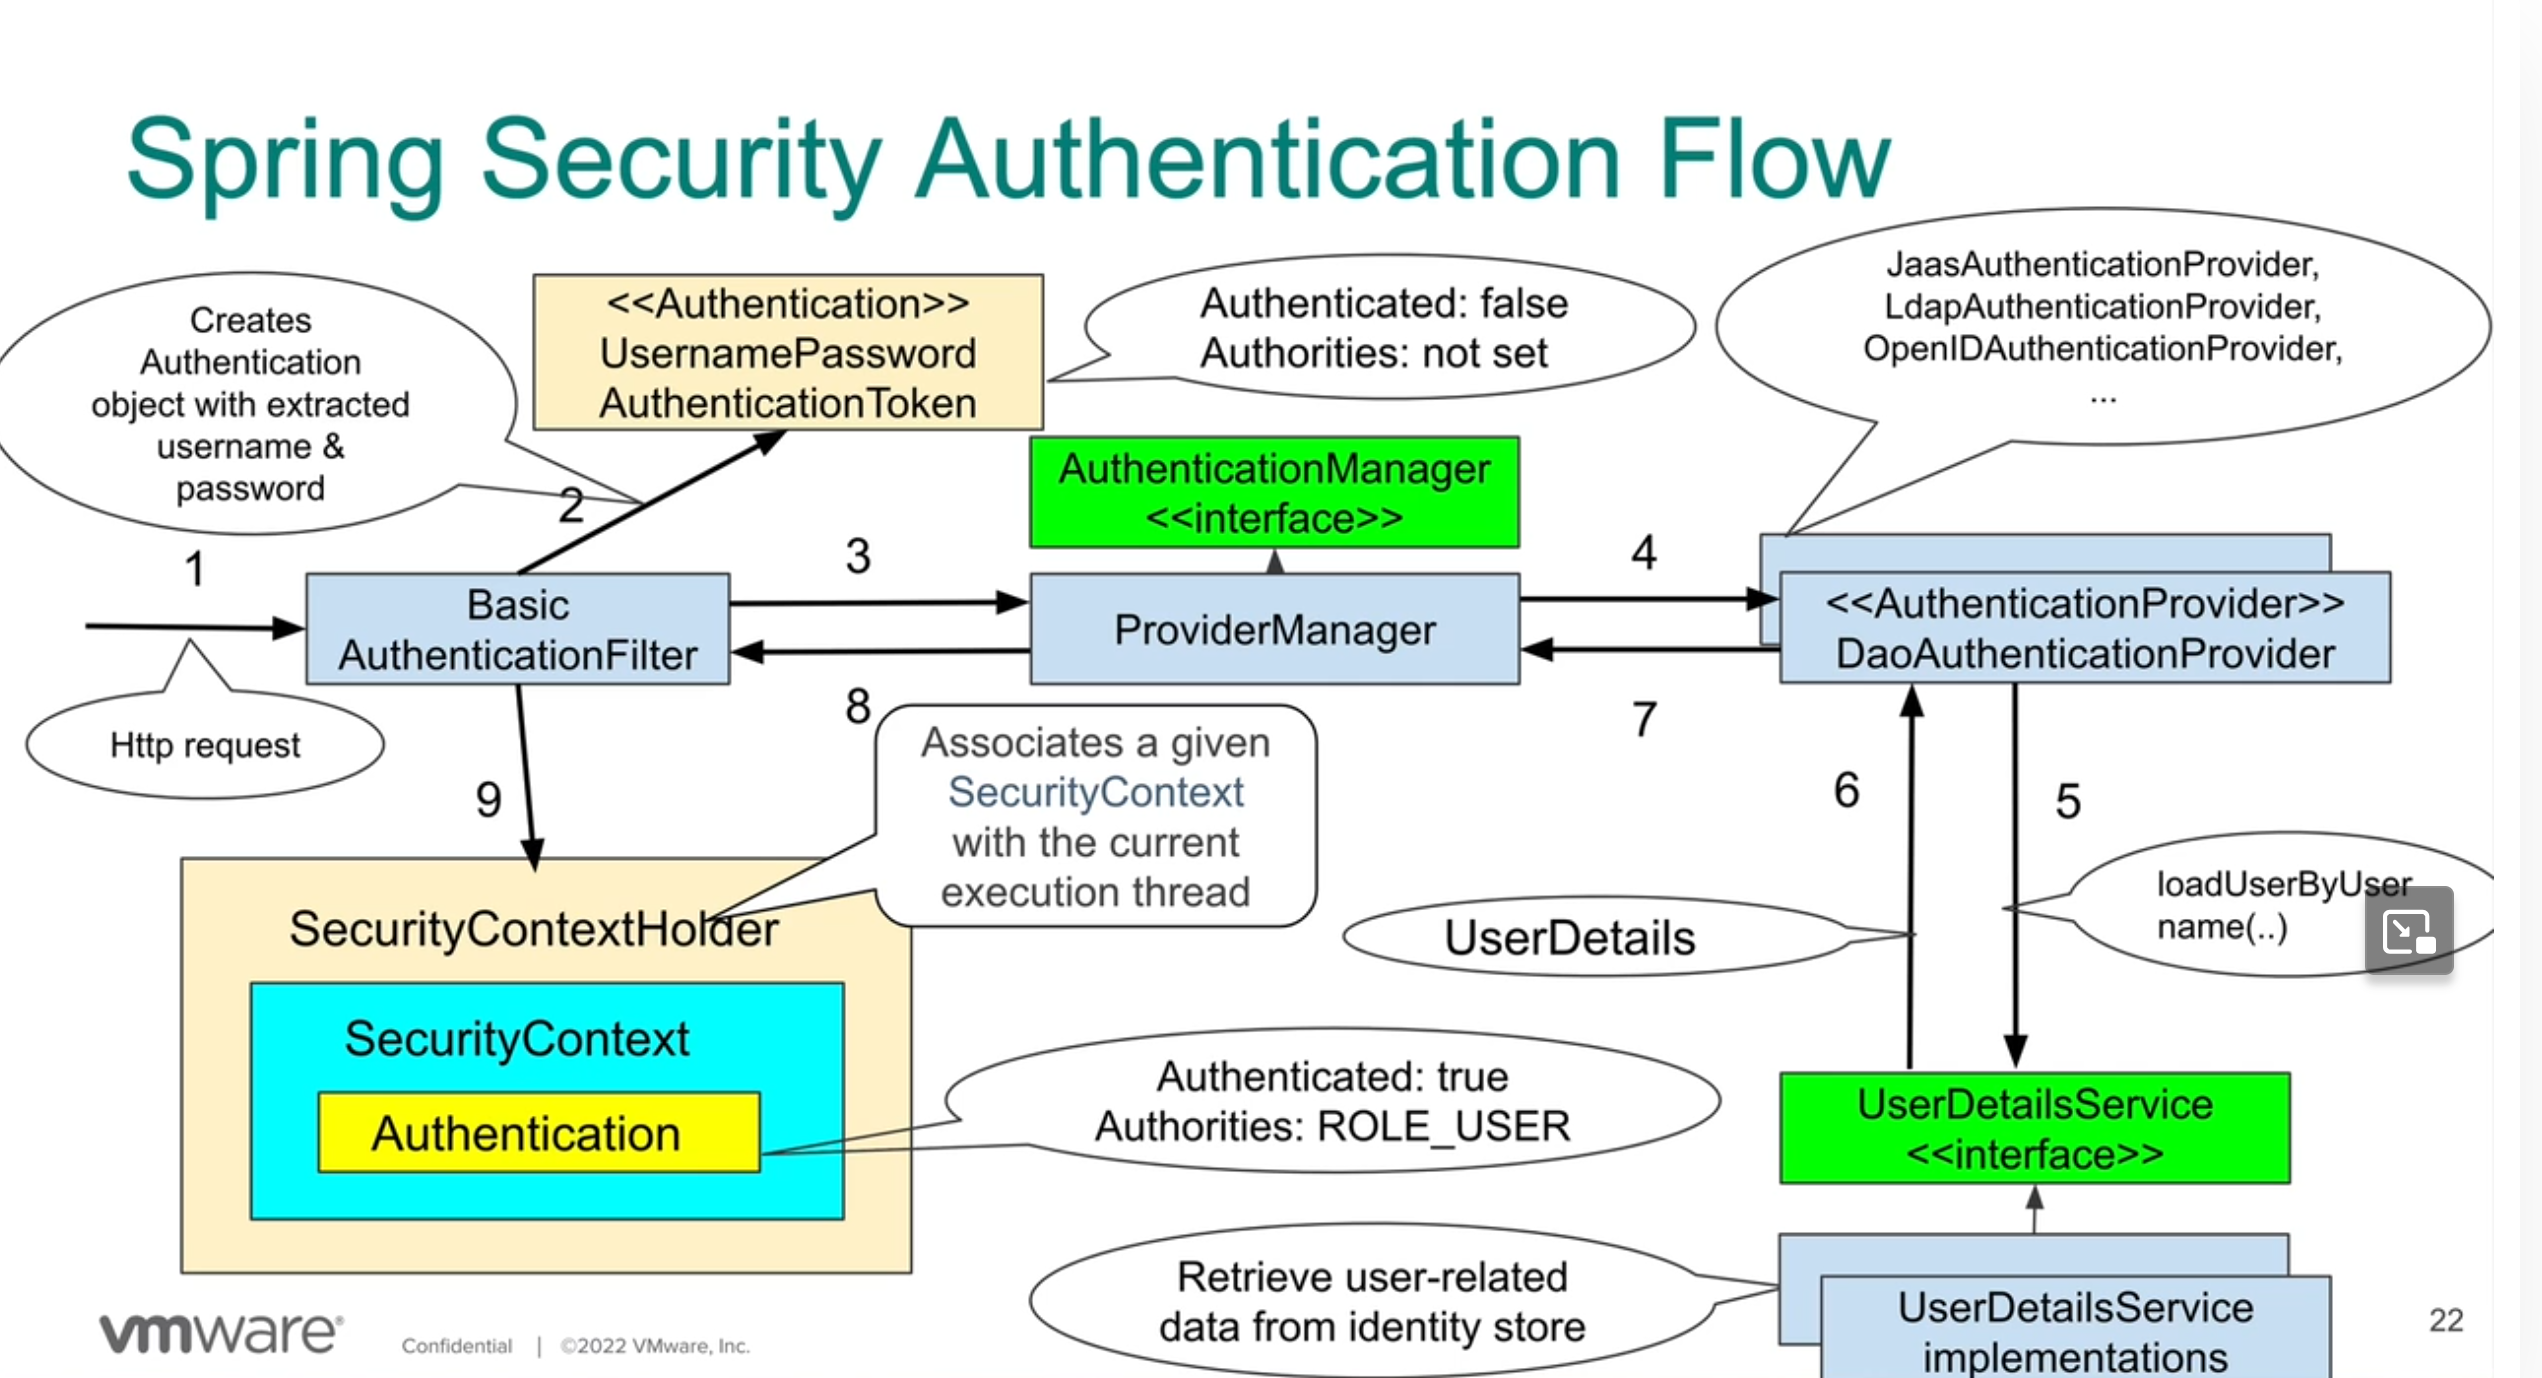 Spring Security Authentication Flow
Creates
Authentication
object with extracted
username &
password
<<Authentication>>
UsernamePassword
AuthenticationToken
Authenticated: false
Authorities: not set
JaasAuthenticationProvider,
LdapAuthenticationProvider,
OpenIDAuthenticationProvider,
...
AuthenticationManager
<<interface>>
1
2
3
4
Basic
AuthenticationFilter
ProviderManager
<<AuthenticationProvider>>
DaoAuthenticationProvider
Http request
8
7
9
6
5
Associates a given
SecurityContext
with the current
execution thread
loadUserByUser
name(..)
UserDetails
SecurityContextHolder
SecurityContext
Authentication
Authenticated: true
Authorities: ROLE_USER
UserDetailsService
<<interface>>
Retrieve user-related
data from identity store
UserDetailsService
implementations
vmware®
Confidential | ©2022 VMware, Inc.
22